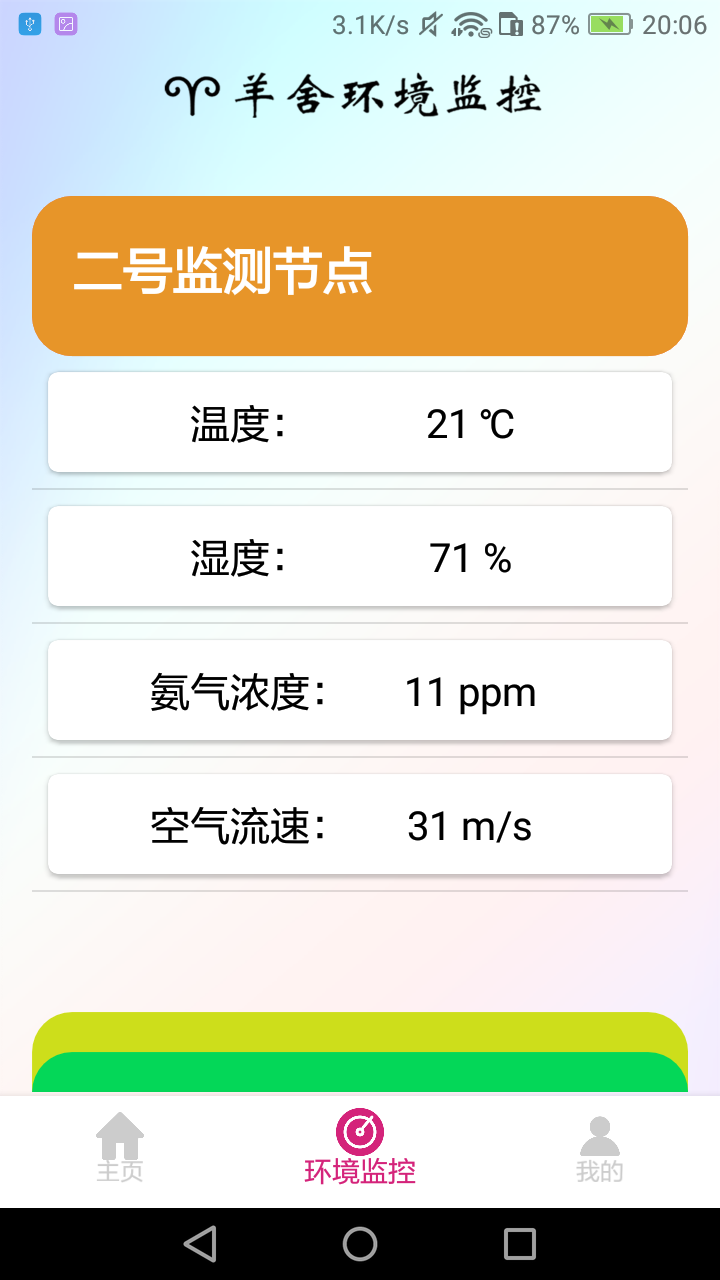 3.1K/s 87% 20:06
羊舍环境监控
二号监测节点
温度： 21 ℃
湿度： 71 %
氨气浓度： 11 ppm
空气流速： 31 m/s
主页 环境监控 我的